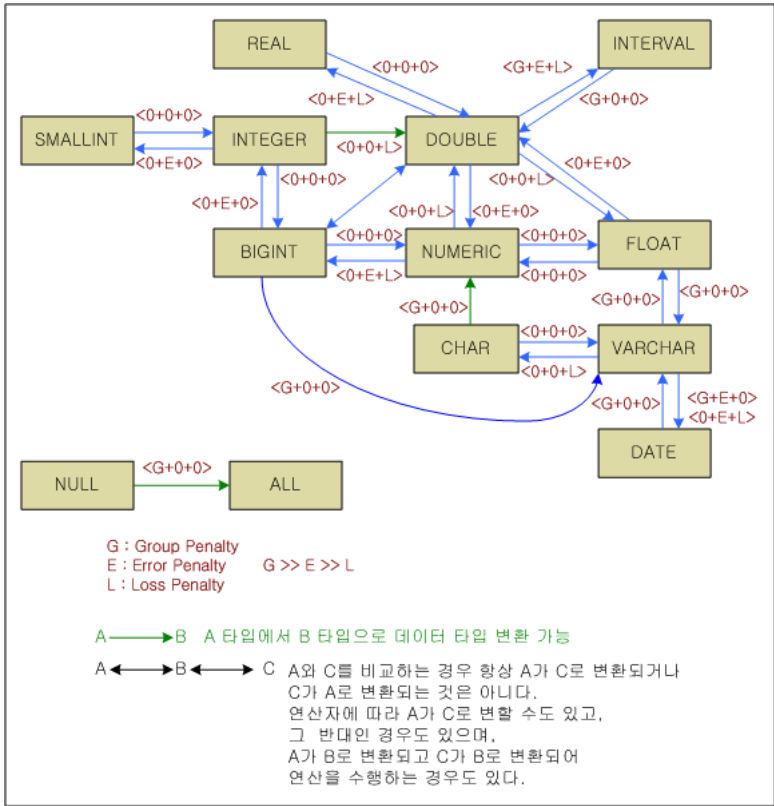 REAL
INTERVAL
<0+0+0>
<G+E+L>
<0+E+L>
<G+0+0>
<0+0+0>
SMALLINT
INTEGER
DOUBLE
<0+E+0>
<0+0+L>
<0+E+0>
<0+0+L>
<0+E+0>
<0+0+0>
<0+0+L>
<0+E+0>
BIGINT
<0+0+0>
NUMERIC
<0+0+0>
FLOAT
<0+E+L>
<0+0+0>
<G+0+0>
<G+0+0>
<G+0+0>
CHAR
<0+0+0>
VARCHAR
<0+0+L>
<G+0+0>
<G+0+0>
<G+E+0>
<0+E+L>
DATE
NULL
<G+0+0>
ALL
G : Group Penalty
E : Error Penalty G >> E >> L
L : Loss Penalty
A B A 타입에서 B 타입으로 데이터 타입 변환 가능
A B C A와 C를 비교하는 경우 항상 A가 C로 변환되거나
C가 A로 변환되는 것은 아니다.
연산자에 따라 A가 C로 변할 수도 있고,
그 반대인 경우도 있으며,
A가 B로 변환되고 C가 B로 변환되어
연산을 수행하는 경우도 있다.